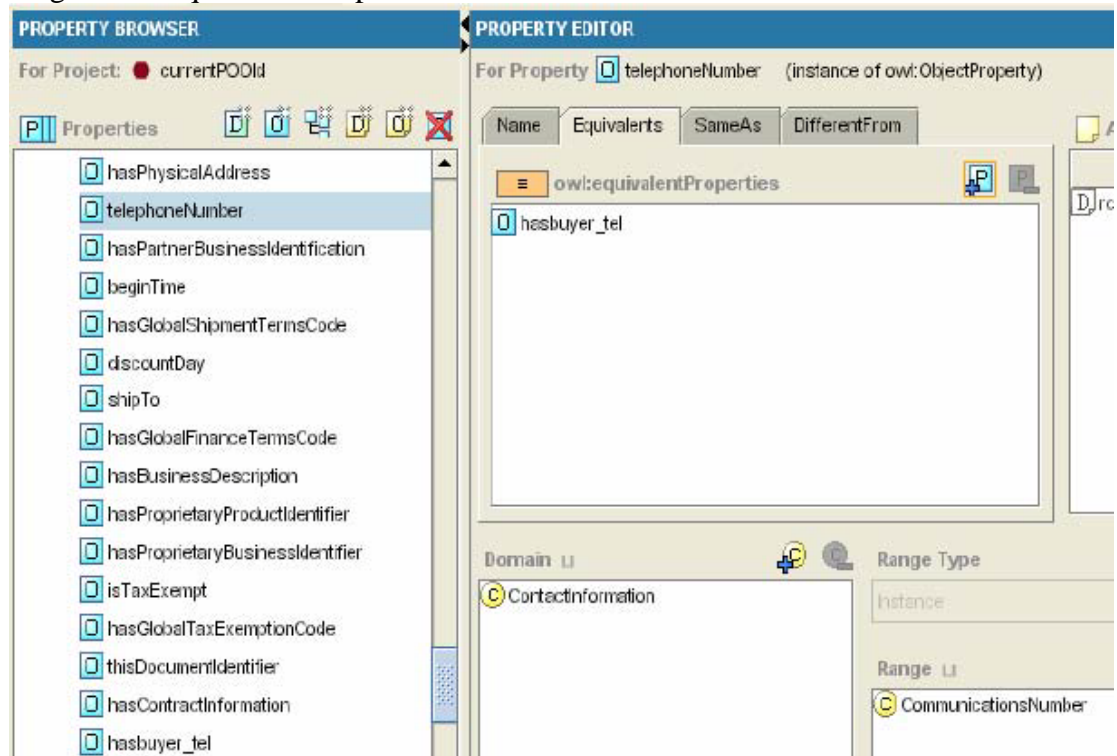 PROPERTY BROWSER
For Project: currentPOOld
Properties
hasPhysicalAddress
telephoneNumber
hasPartnerBusinessIdentification
beginTime
hasGlobalShipmentTermsCode
discountDay
shipTo
hasGlobalFinanceTermsCode
hasBusinessDescription
hasProprietaryProductIdentifier
hasProprietaryBusinessIdentifier
isTaxExempt
hasGlobalTaxExemptionCode
thisDocumentIdentifier
hasContractInformation
hasbuyer_tel
PROPERTY EDITOR
For Property telephoneNumber (instance of owl:ObjectProperty)
Name Equivalents SameAs DifferentFrom
owl:equivalentProperties
hasbuyer_tel
Domain
ContactInformation
Range Type
Instance
Range
CommunicationsNumber